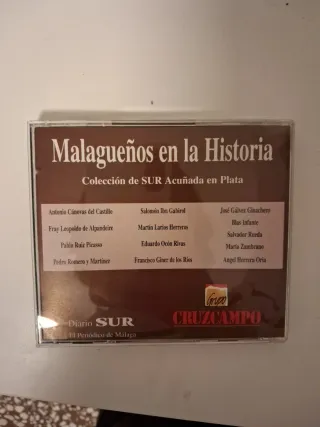 Malagueños en la Historia
Colección de SUR Acuñada en Plata
Antonio Cánovas del Castillo
Fray Leopoldo de Alpandeire
Pablo Ruiz Picasso
Pedro Romero y Martínez
Salomón Ibn Gabirol
Martín Larios Herreros
Eduardo Ocón Rivas
Francisco Giner de los Ríos
José Gálvez Ginachero
Blas Infante
Salvador Rueda
María Zambrano
Angel Herrera Oria
Diario SUR
El Periódico de Málaga
CRUZCAMPO